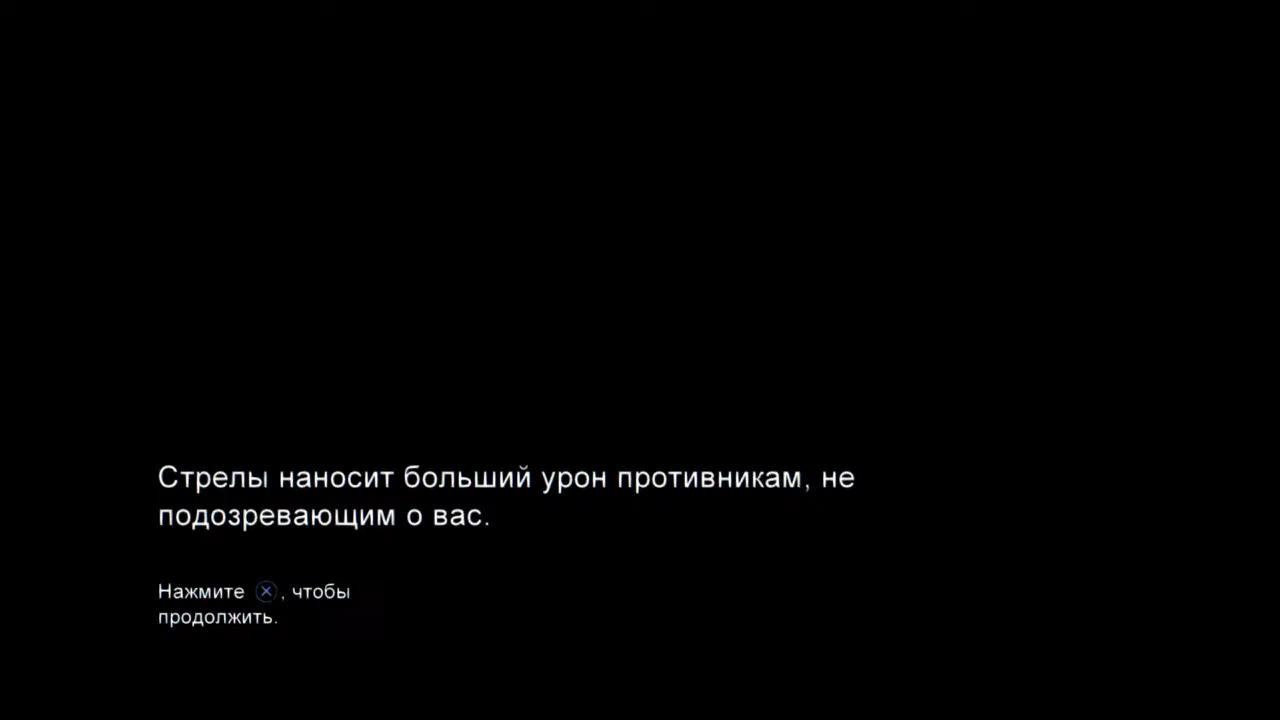 Стрелы наносит больший урон противникам, не
подозревающим о вас.
Нажмите ⓧ, чтобы
продолжить.